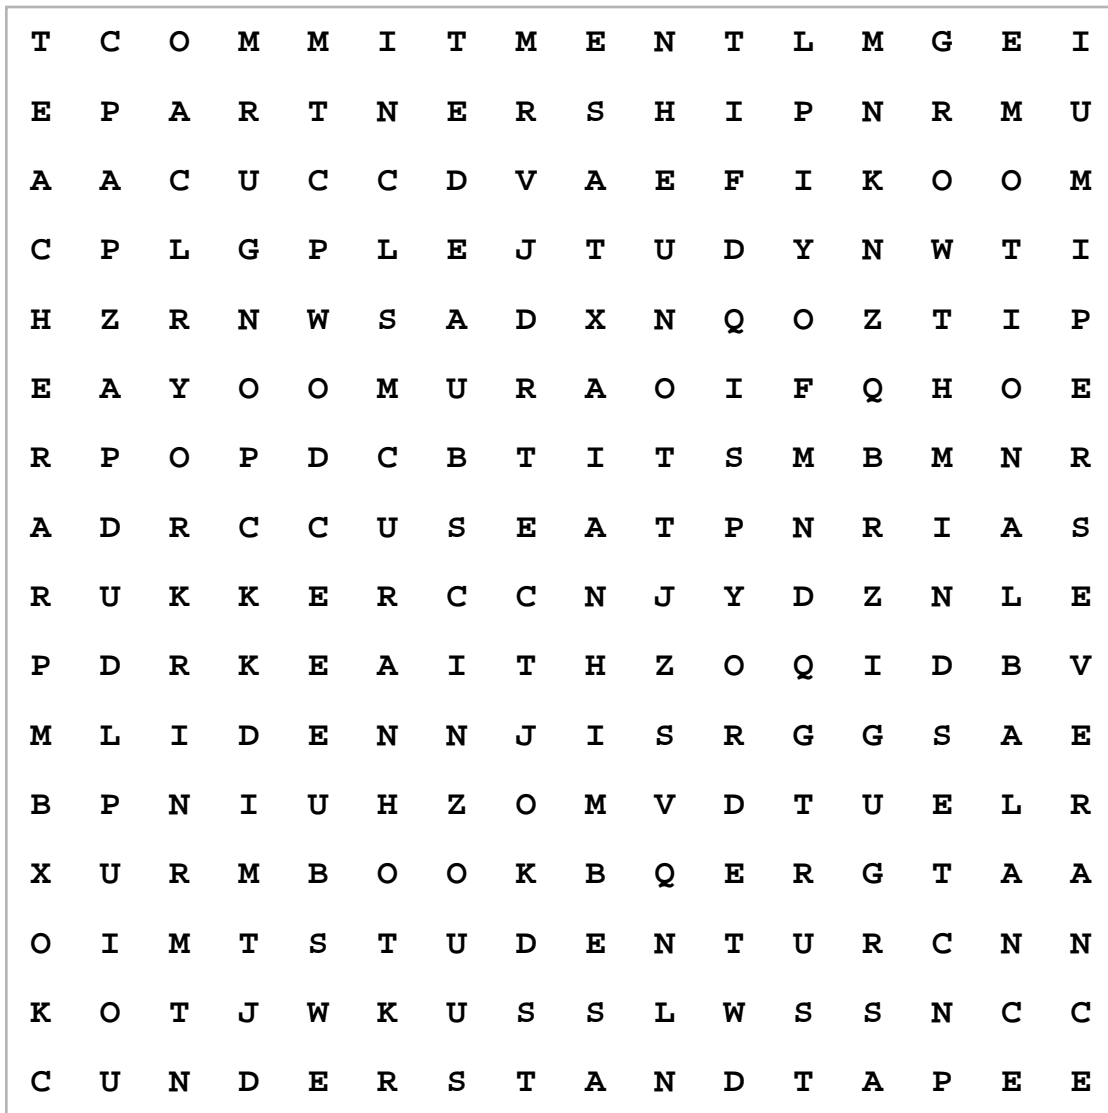 T C O M M I T M E N T L M G E I
E P A R T N E R S H I P N R M U
A A C U C C D V A E F I K O O M
C P L G P L E J T U D Y N W T I
H Z R N W S A D X N Q O Z T I P
E A Y O O M U R A O I F Q H O E
R P O P D C B T I T S M B M N R
A D R C C U S E A T P N R I A S
R U K K E R C C N J Y D Z N L E
P D R K E A I T H Z O Q I D B V
M L I D E N N J I S R G G S A E
B P N I U H Z O M V D T U E L R
X U R M B O O K B Q E R G T A A
O I M T S T U D E N T U R C N N
K O T J W K U S S L W S S N C C
C U N D E R S T A N D T A P E E